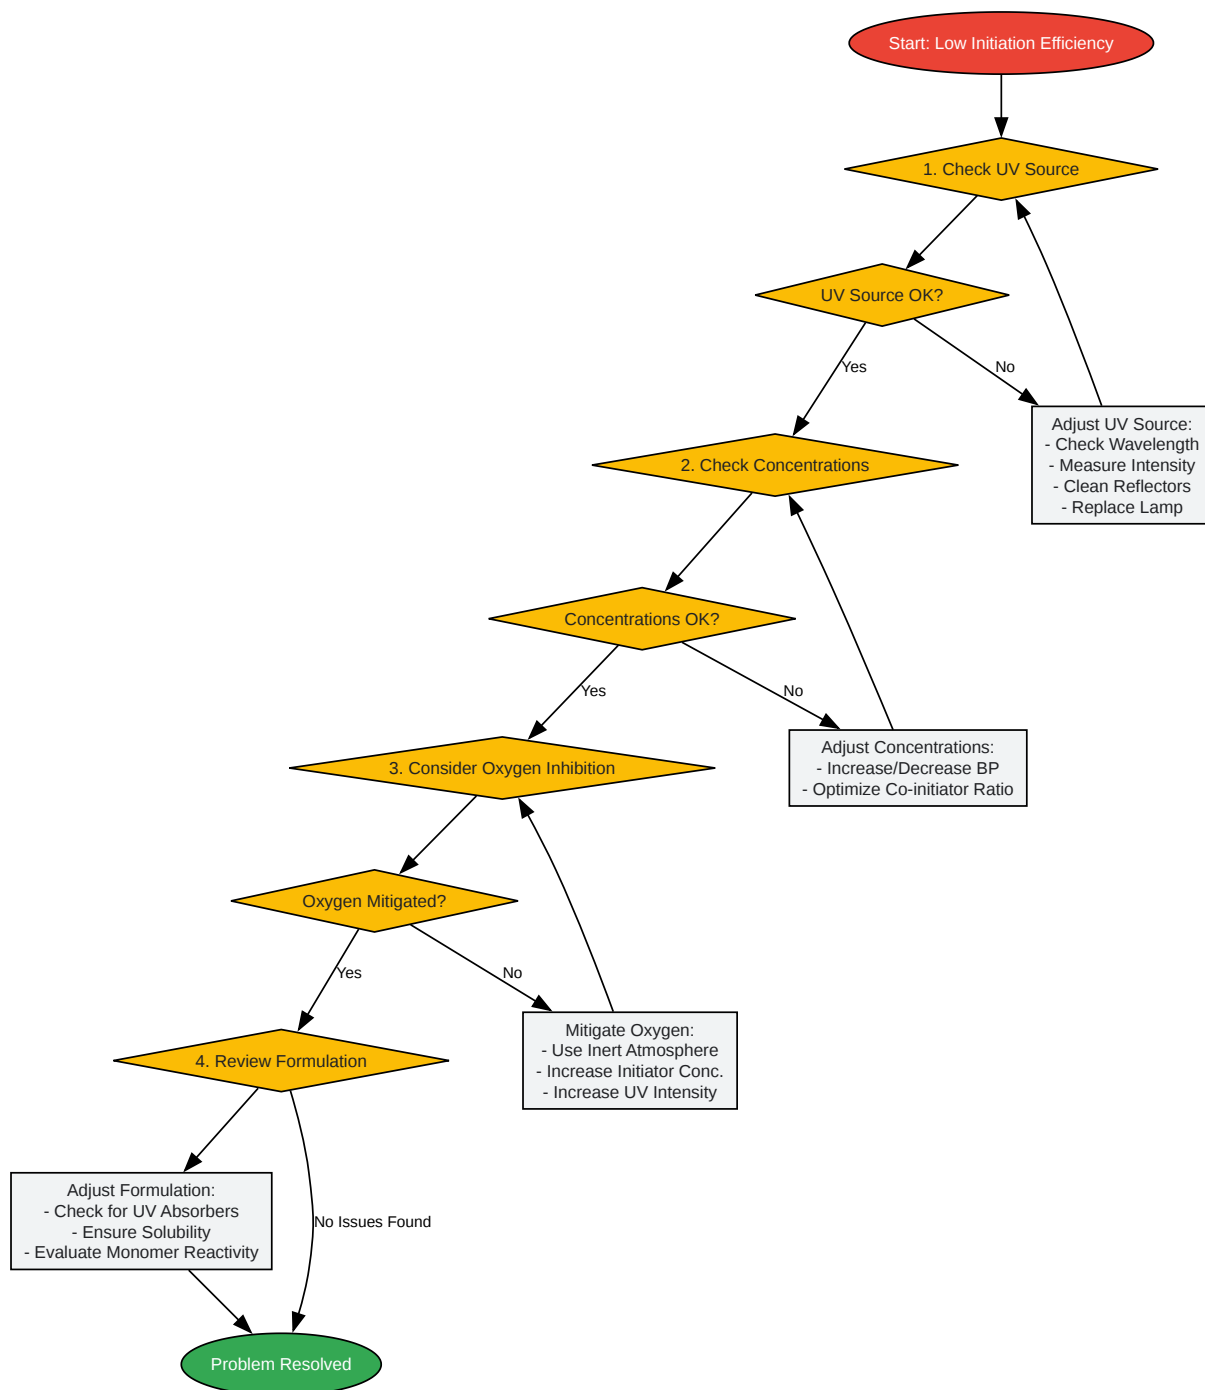 Start: Low Initiation Efficiency
1. Check UV Source
UV Source OK?
Yes
No
Adjust UV Source:
- Check Wavelength
- Measure Intensity
- Clean Reflectors
- Replace Lamp
2. Check Concentrations
Concentrations OK?
Yes
No
Adjust Concentrations:
- Increase/Decrease BP
- Optimize Co-initiator Ratio
3. Consider Oxygen Inhibition
Oxygen Mitigated?
Yes
No
Mitigate Oxygen:
- Use Inert Atmosphere
- Increase Initiator Conc.
- Increase UV Intensity
4. Review Formulation
Adjust Formulation:
- Check for UV Absorbers
- Ensure Solubility
- Evaluate Monomer Reactivity
No Issues Found
Problem Resolved